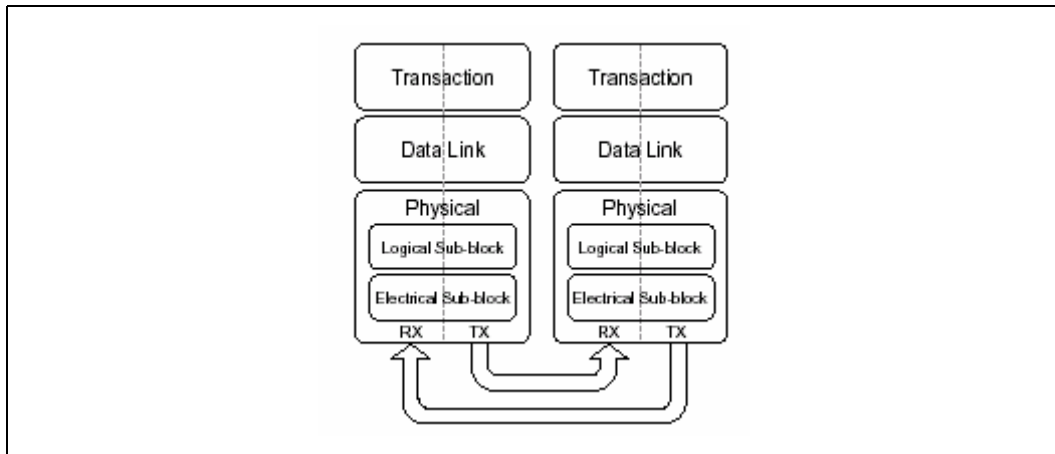 Transaction
Transaction
Data Link
Data Link
Physical
Physical
Logical Sub-block
Logical Sub-block
Electrical Sub-block
Electrical Sub-block
RX TX
RX TX